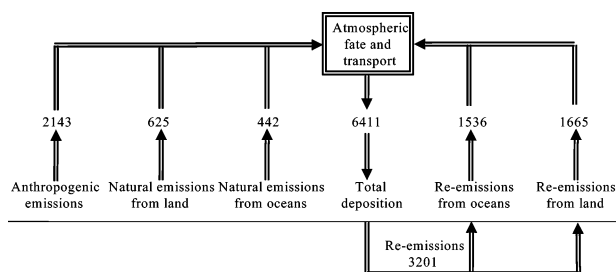 Atmospheric
fate and
transport
2143 625 442 6411 1536 1665
Anthropogenic Natural emissions Natural emissions Total Re-emissions Re-emissions
emissions from land from oceans deposition from oceans from land
Re-emissions
3201